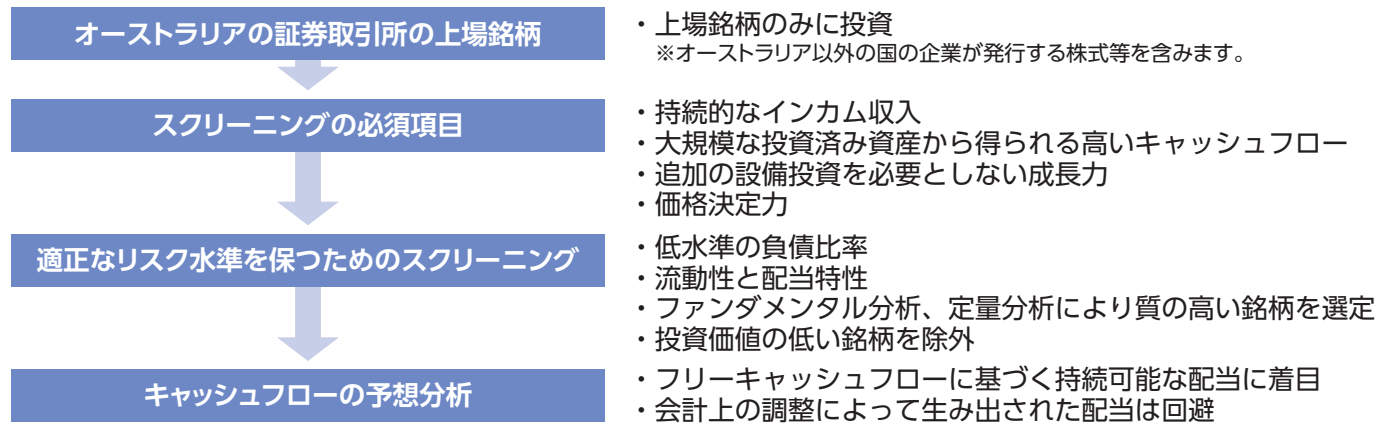 オーストラリアの証券取引所の上場銘柄
・上場銘柄のみに投資
※オーストラリア以外の国の企業が発行する株式等を含みます。
スクリーニングの必須項目
・持続的なインカム収入
・大規模な投資済み資産から得られる高いキャッシュフロー
・追加の設備投資を必要としない成長力
・価格決定力
適正なリスク水準を保つためのスクリーニング
・低水準の負債比率
・流動性と配当特性
・ファンダメンタル分析、定量分析により質の高い銘柄を選定
・投資価値の低い銘柄を除外
キャッシュフローの予想分析
・フリーキャッシュフローに基づく持続可能な配当に着目
・会計上の調整によって生み出された配当は回避